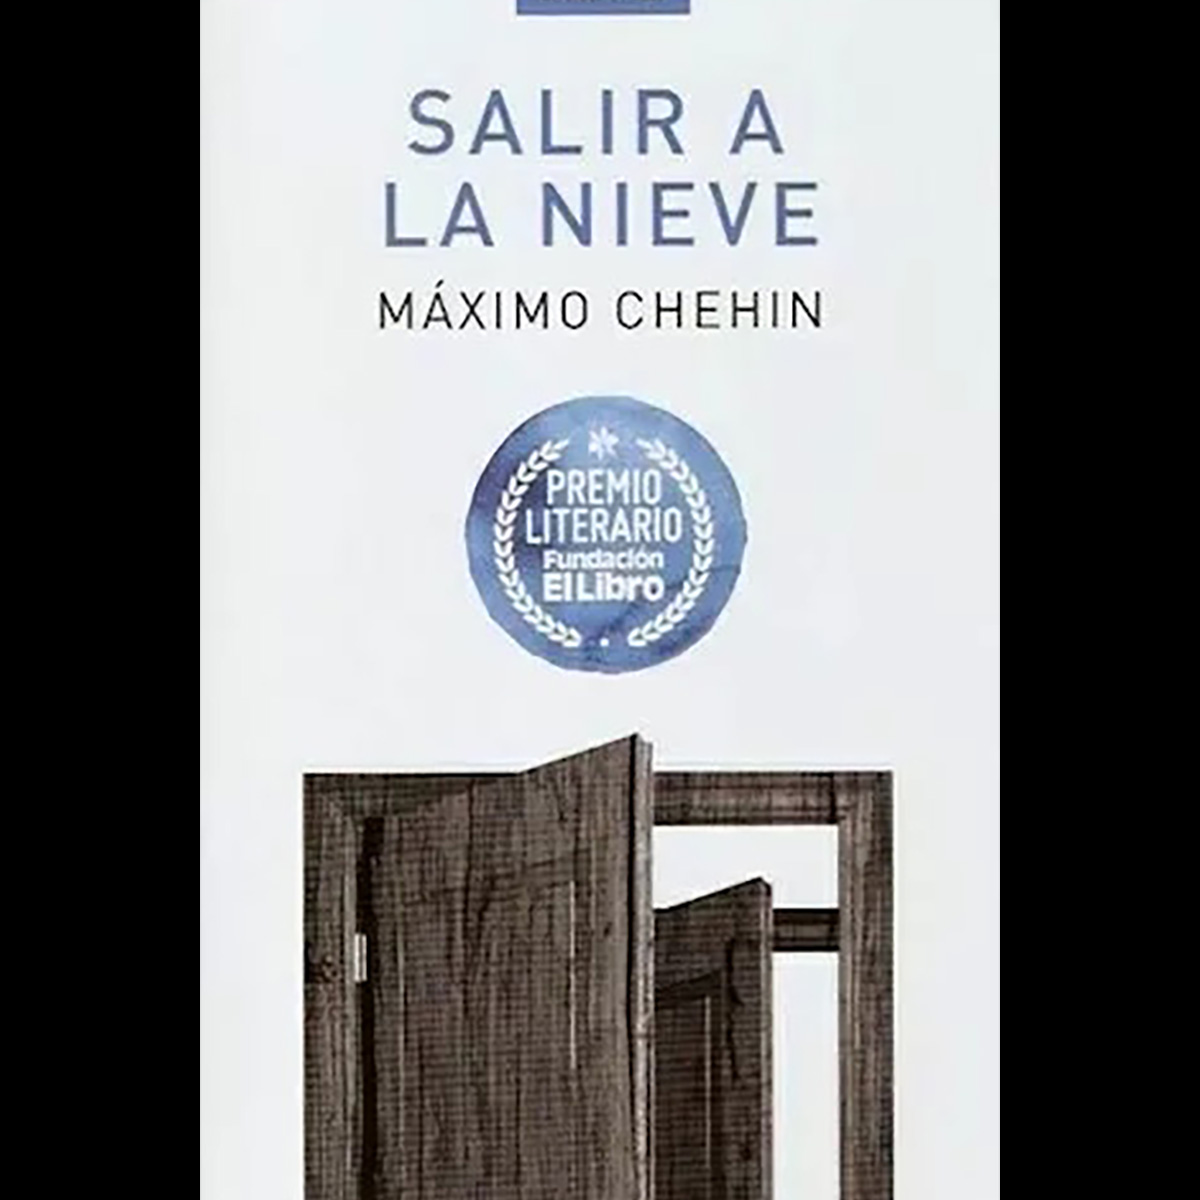 SALIR A
LA NIEVE
MÁXIMO CHEHIN
PREMIO
LITERARIO
Fundación
El Libro